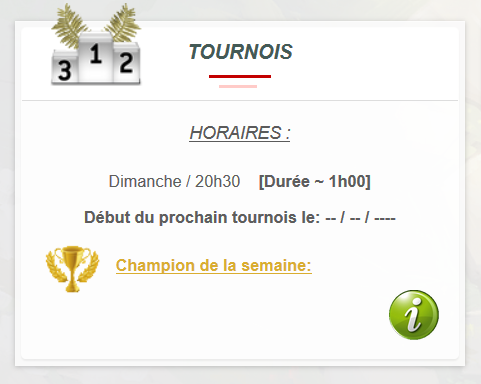 3 1 2
TOURNOIS
HORAIRES :
Dimanche / 20h30 [Durée ~ 1h00]
Début du prochain tournois le: -- / -- / ----
Champion de la semaine:
i